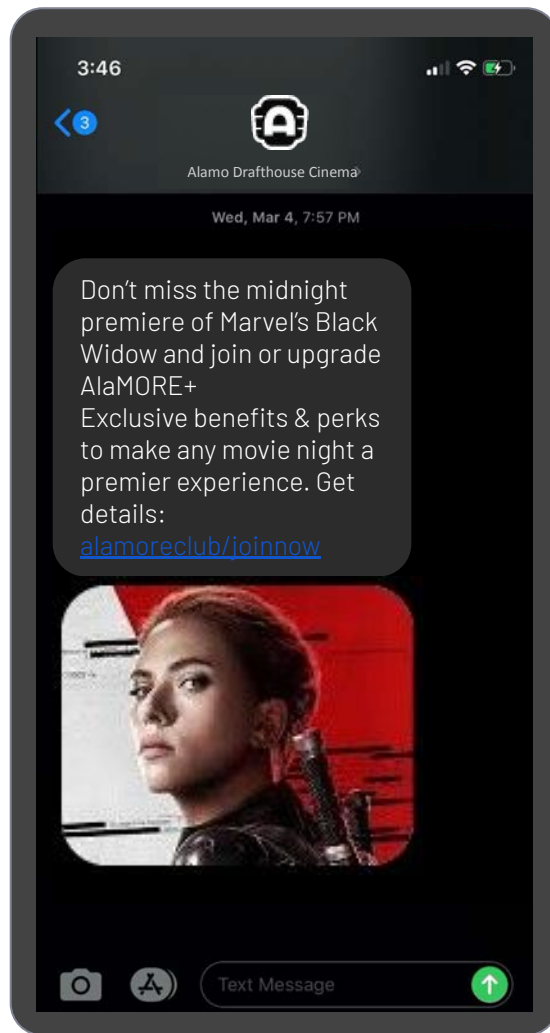 3:46
3
A
Alamo Drafthouse Cinema
Wed, Mar 4, 7:57 PM
Don't miss the midnight
premiere of Marvel's Black
Widow and join or upgrade
AlaMORE+
Exclusive benefits & perks
to make any movie night a
premier experience. Get
details:
alamoreclub/joinnow
Text Message